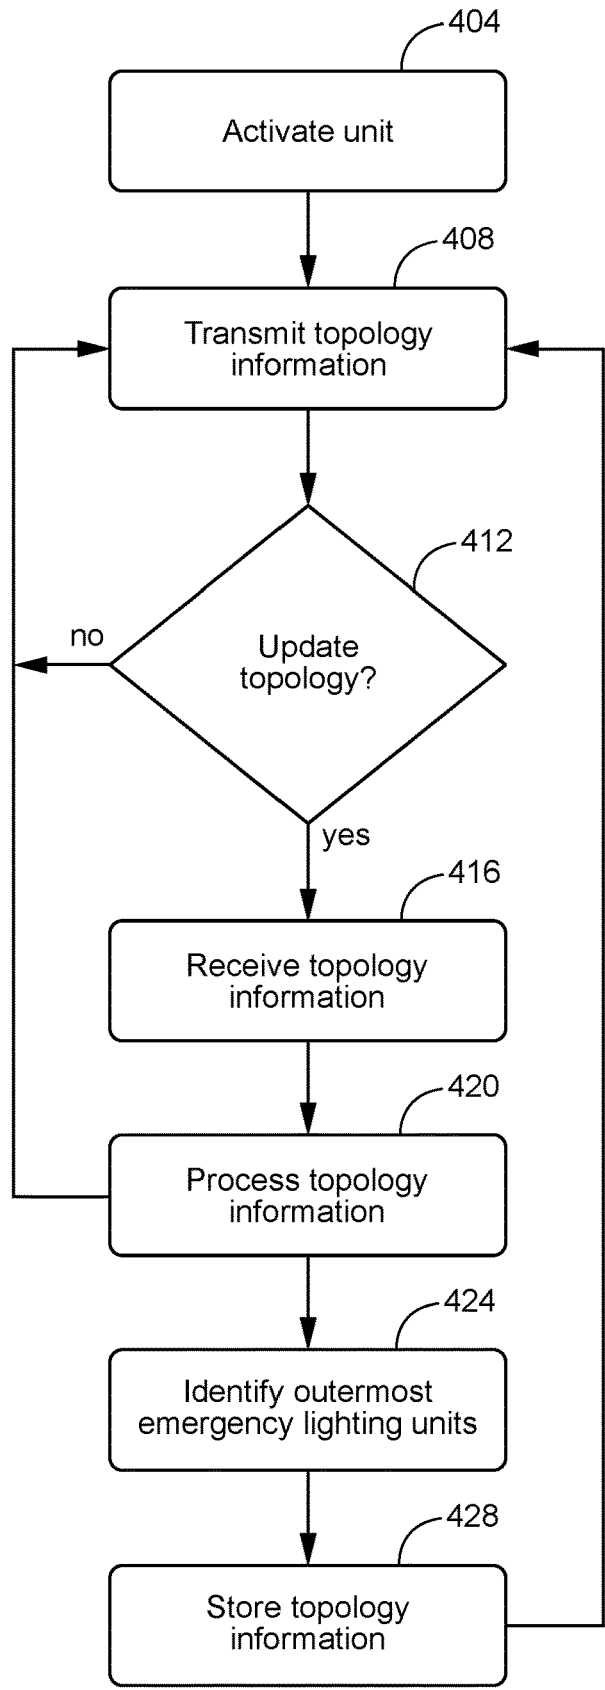 404
Activate unit
408
Transmit topology
information
412
no
Update
topology?
yes
416
Receive topology
information
420
Process topology
information
424
Identify outermost
emergency lighting units
428
Store topology
information